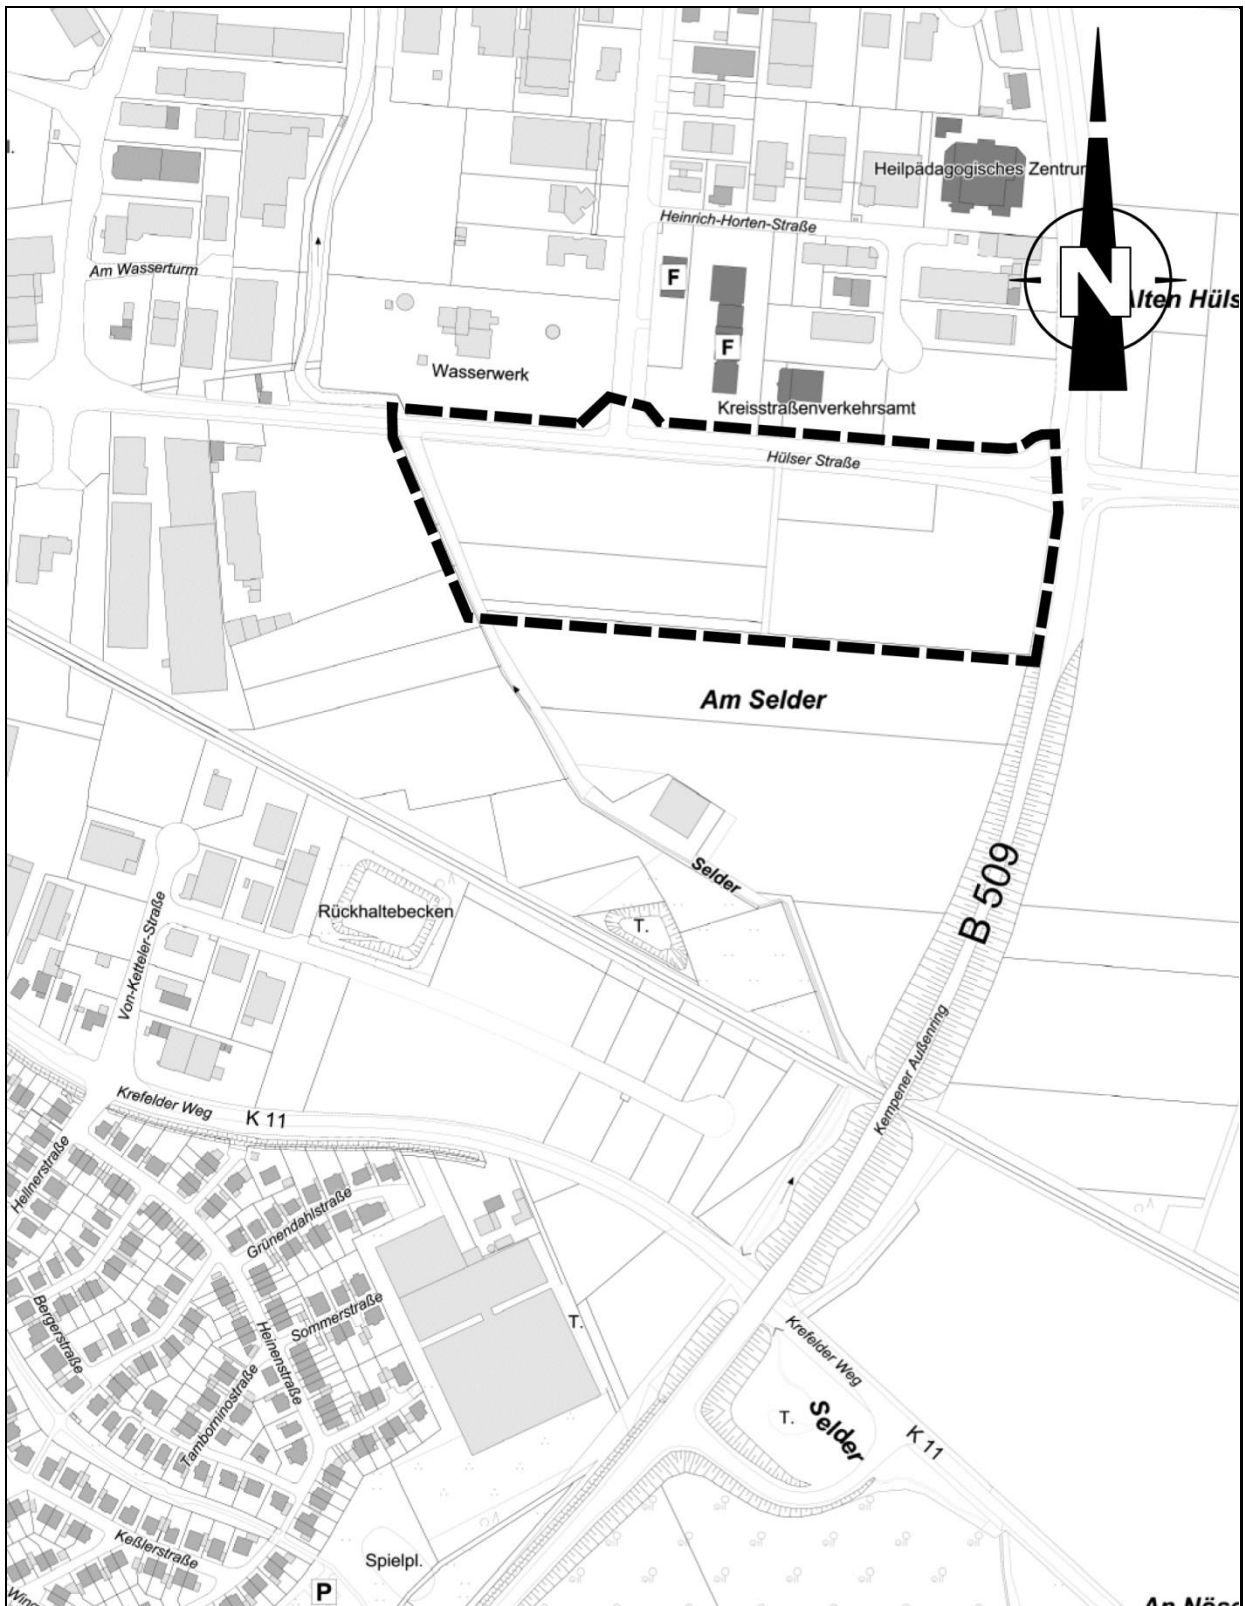 Heilpädagogisches Zentrum
Heinrich-Horten-Straße
Am Wasserturm
F
N
Alten Hüls
F
Wasserwerk
Kreisstraßenverkehrsamt
Hülser Straße
Am Selder
B 509
Selder
Rückhaltebecken
T.
Von-Ketteler-Straße
Kempener Außenring
Krefelder Weg
K 11
Hellnerstraße
Grünendahlstraße
Bergerstraße
Heinenstraße
Sommerstraße
T.
Krefelder Weg
Tamborninostraße
T.
Selder
K 11
Keßlerstraße
Spielpl.
P